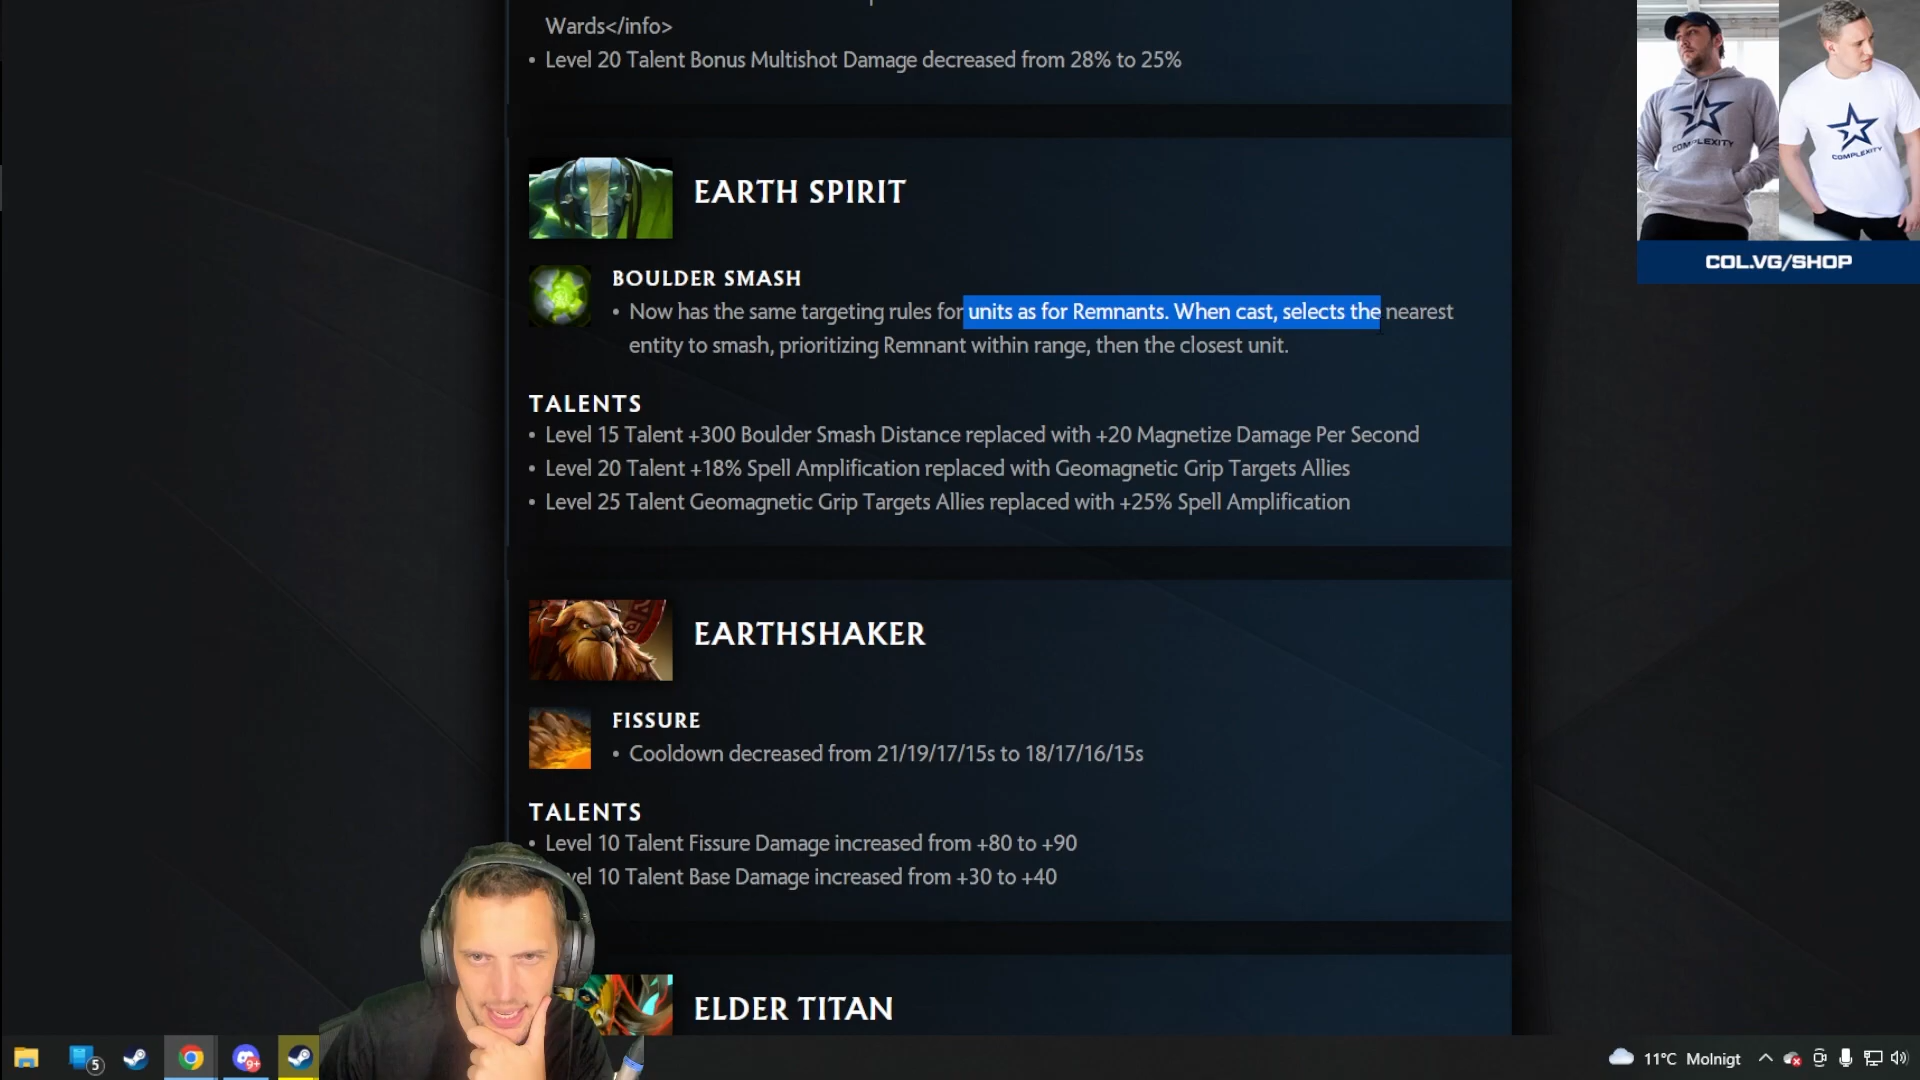 Wards</info>
• Level 20 Talent Bonus Multishot Damage decreased from 28% to 25%
COMPLEXITY
COMPLEXITY
COL.VG/SHOP
EARTH SPIRIT
BOULDER SMASH
• Now has the same targeting rules for units as for Remnants. When cast, selects the nearest
entity to smash, prioritizing Remnant within range, then the closest unit.
TALENTS
• Level 15 Talent +300 Boulder Smash Distance replaced with +20 Magnetize Damage Per Second
• Level 20 Talent +18% Spell Amplification replaced with Geomagnetic Grip Targets Allies
• Level 25 Talent Geomagnetic Grip Targets Allies replaced with +25% Spell Amplification
EARTHSHAKER
FISSURE
• Cooldown decreased from 21/19/17/15s to 18/17/16/15s
TALENTS
• Level 10 Talent Fissure Damage increased from +80 to +90
vel 10 Talent Base Damage increased from +30 to +40
ELDER TITAN
5
9+
11°C Molnigt